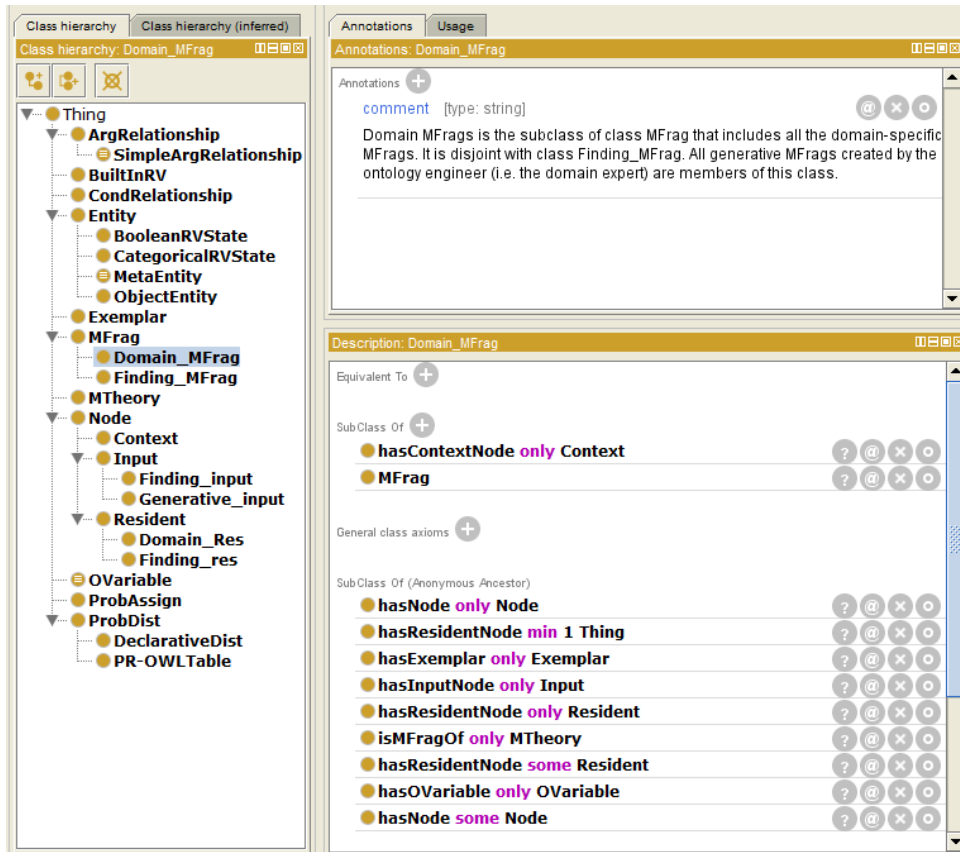 Class hierarchy
Class hierarchy (inferred)
Class hierarchy: Domain_MFrag
Thing
ArgRelationship
SimpleArgRelationship
BuiltInRV
CondRelationship
Entity
BooleanRVState
CategoricalRVState
MetaEntity
ObjectEntity
Exemplar
MFrag
Domain_MFrag
Finding_MFrag
MTheory
Node
Context
Input
Finding_input
Generative_input
Resident
Domain_Res
Finding_res
OVariable
ProbAssign
ProbDist
DeclarativeDist
PR-OWLTable
Annotations
Usage
Annotations: Domain_MFrag
Annotations
comment [type: string]
Domain MFrags is the subclass of class MFrag that includes all the domain-specific
MFrags. It is disjoint with class Finding_MFrag. All generative MFrags created by the
ontology engineer (i.e. the domain expert) are members of this class.
Description: Domain_MFrag
Equivalent To
SubClass Of
hasContextNode only Context
MFrag
General class axioms
SubClass Of (Anonymous Ancestor)
hasNode only Node
hasResidentNode min 1 Thing
hasExemplar only Exemplar
hasInputNode only Input
hasResidentNode only Resident
isMFragOf only MTheory
hasResidentNode some Resident
hasOVariable only OVariable
hasNode some Node